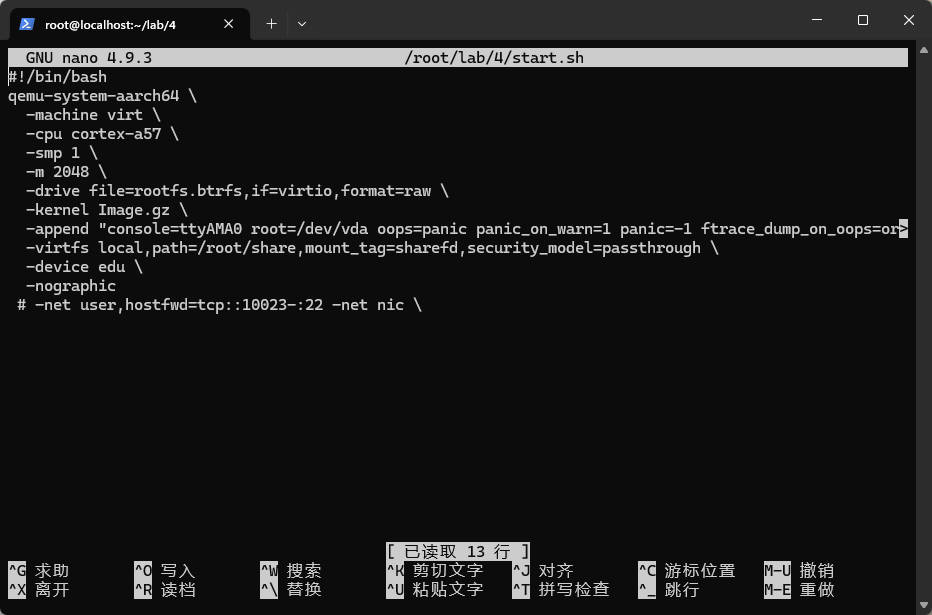 root@localhost:~/lab/4
GNU nano 4.9.3 /root/lab/4/start.sh
#!/bin/bash
qemu-system-aarch64 \
  -machine virt \
  -cpu cortex-a57 \
  -smp 1 \
  -m 2048 \
  -drive file=rootfs.btrfs,if=virtio,format=raw \
  -kernel Image.gz \
  -append "console=ttyAMA0 root=/dev/vda oops=panic panic_on_warn=1 panic=-1 ftrace_dump_on_oops=or>
  -virtfs local,path=/root/share,mount_tag=sharefd,security_model=passthrough \
  -device edu \
  -nographic
 # -net user,hostfwd=tcp::10023-:22 -net nic \
[ 已读取 13 行 ]
^G 求助 ^O 写入 ^W 搜索 ^K 剪切文字 ^J 对齐 ^C 游标位置 M-U 撤销
^X 离开 ^R 读档 ^\ 替换 ^U 粘贴文字 ^T 拼写检查 ^_ 跳行 M-E 重做